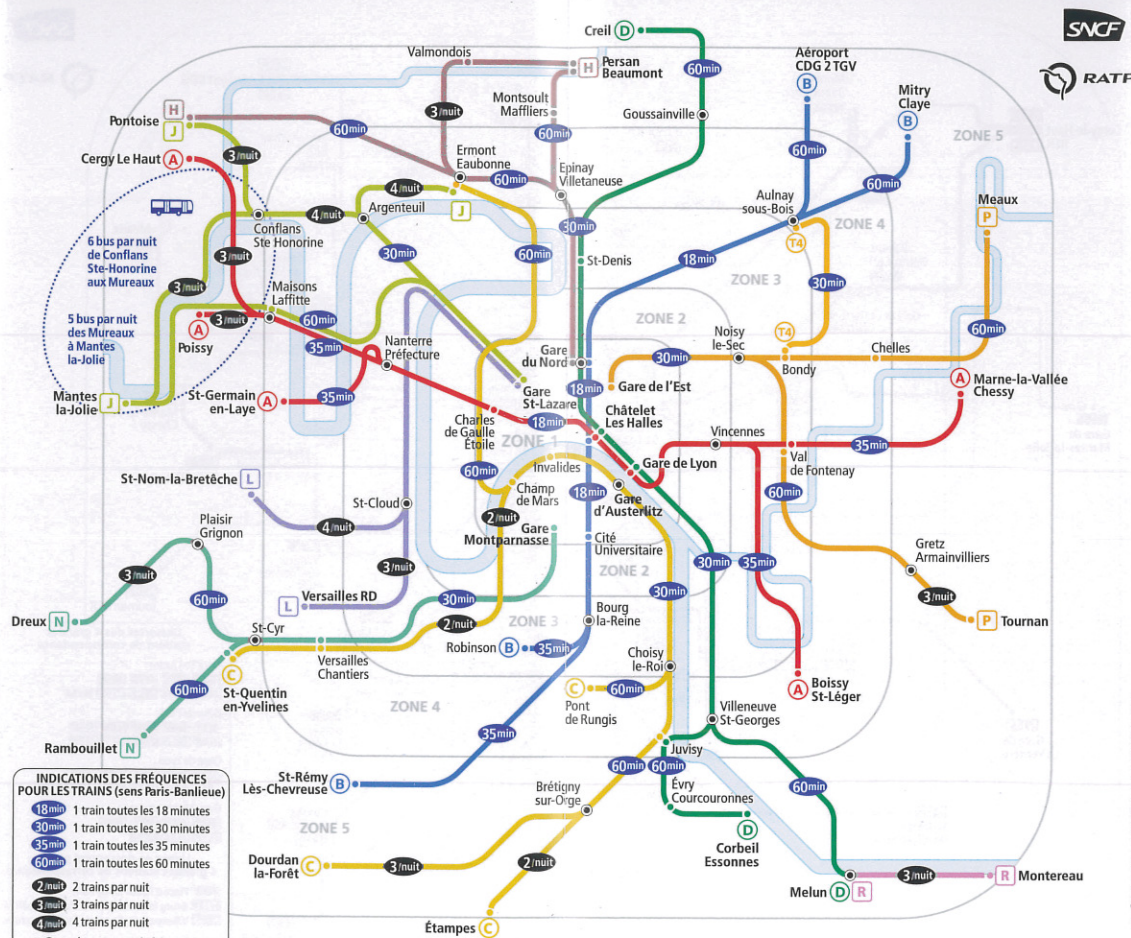 SNCF
RATP
Creil D
Valmondois
H Persan
Beaumont
Aéroport
CDG 2 TGV
B
Mitry
Claye
B
60min
Montsoult
Maffliers
Goussainville
3/nuit
H
Pontoise
J
60min
60min
ZONE 5
Cergy Le Haut A
3/nuit
Ermont
Eaubonne
60min
Epinay
Villetaneuse
60min
60min
Aulnay
sous-Bois
Meaux
P
4/nuit
J
Conflans
Ste Honorine
4/nuit
Argenteuil
30min
St-Denis
T4
ZONE 4
6 bus par nuit
de Conflans
Ste-Honorine
aux Mureaux
3/nuit
30min
60min
18min
ZONE 3
30min
3/nuit
Maisons
Laffitte
5 bus par nuit
des Mureaux
à Mantes
la-Jolie
3/nuit
A
Poissy
60min
35min
Nanterre
Préfecture
ZONE 2
Noisy
le-Sec
T4
Bondy
60min
Chelles
Gare
du Nord
30min
18min
Gare de l'Est
Mantes
la-Jolie
J
St-Germain
en-Laye
A
35min
Gare
St-Lazare
A Marne-la-Vallée
Chessy
Charles
de Gaulle
Étoile
18min
Châtelet
Les Halles
ZONE 1
Vincennes
35min
Val
de Fontenay
60min
Invalides
Gare de Lyon
St-Nom-la-Bretêche L
4/nuit
St-Cloud
Champ
de Mars
18min
Gare
d'Austerlitz
60min
Plaisir
Grignon
2/nuit
Gare
Montparnasse
Cité
Universitaire
Gretz
Armainvilliers
3/nuit
3/nuit
60min
3/nuit
Versailles RD
L
30min
ZONE 2
30min
30min
35min
Dreux N
St-Cyr
2/nuit
ZONE 3
Bourg
la-Reine
P Tournan
Robinson B
35min
Versailles
Chantiers
Choisy
le-Roi
C
St-Quentin
en-Yvelines
60min
C
60min
Pont
de Rungis
A Boissy
St-Léger
ZONE 4
35min
Villeneuve
St-Georges
Rambouillet N
Juvisy
60min
60min
60min
St-Rémy
Lès-Chevreuse
B
Brétigny
sur-Orge
Évry
Courcouronnes
ZONE 5
D
Corbeil
Essonnes
Dourdan
la-Forêt
C
3/nuit
2/nuit
Melun D R
3/nuit
R Montereau
Étampes C
INDICATIONS DES FRÉQUENCES
POUR LES TRAINS (sens Paris-Banlieue)
18min 1 train toutes les 18 minutes
30min 1 train toutes les 30 minutes
35min 1 train toutes les 35 minutes
60min 1 train toutes les 60 minutes
2/nuit 2 trains par nuit
3/nuit 3 trains par nuit
4/nuit 4 trains par nuit